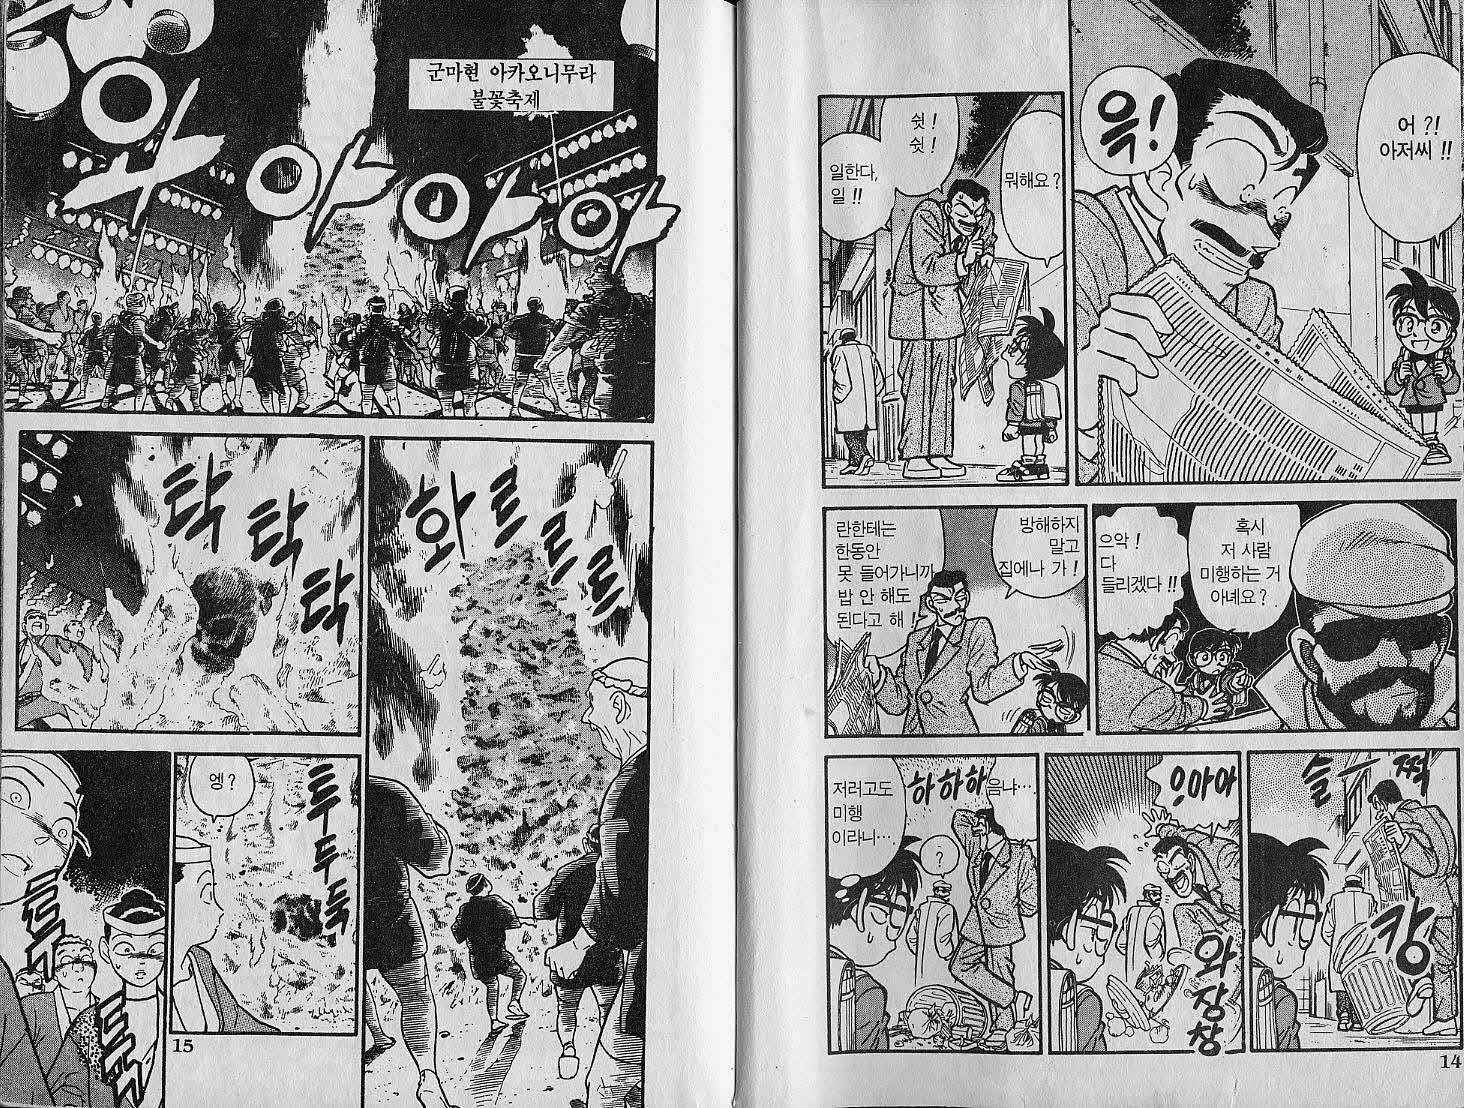 어 ?!
아저씨 !!
윽!
뭐해요 ?
쉿 !
쉿 !
일한다,
일 !!
혹시
저 사람
미행하는 거
아녜요 ?
으악 !
다
들리겠다 !!
방해하지
말고
집에나 가 !
란한테는
한동안
못 들어가니까
밥 안 해도
된다고 해 !
슬ー쩍
캉
으아아
와장창
음냐….
하하하
?
저러고도
미행
이라니….
14
군마현 아카오니무라
불꽃축제
와아아아
화르르르
탁
탁
탁
엥 ?
투두두둑
15